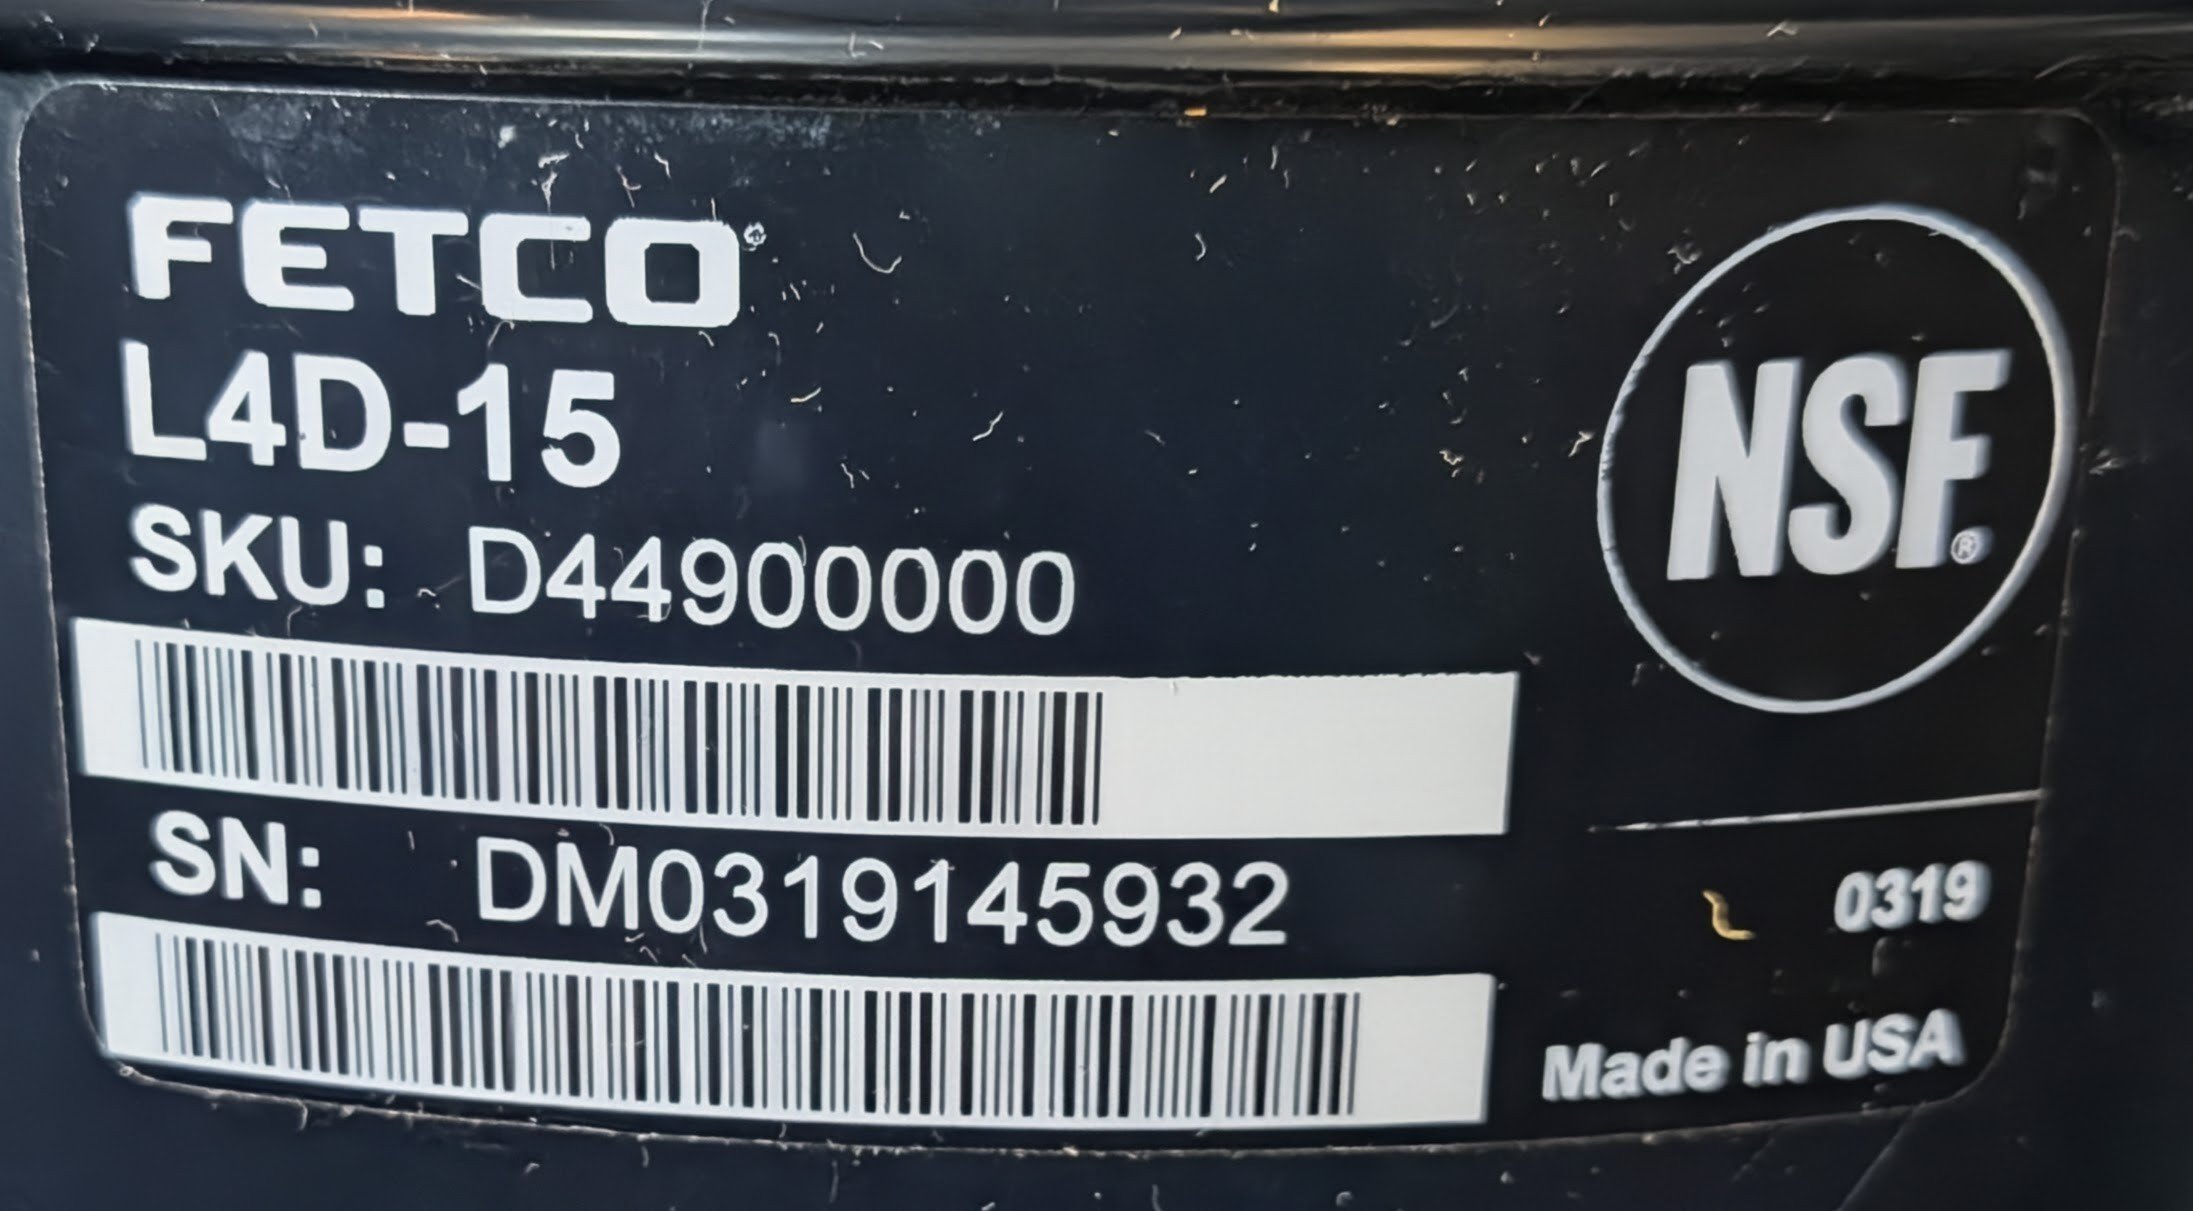 FETCO®
L4D-15
SKU: D44900000
SN: DM0319145932
NSF®
0319
Made in USA